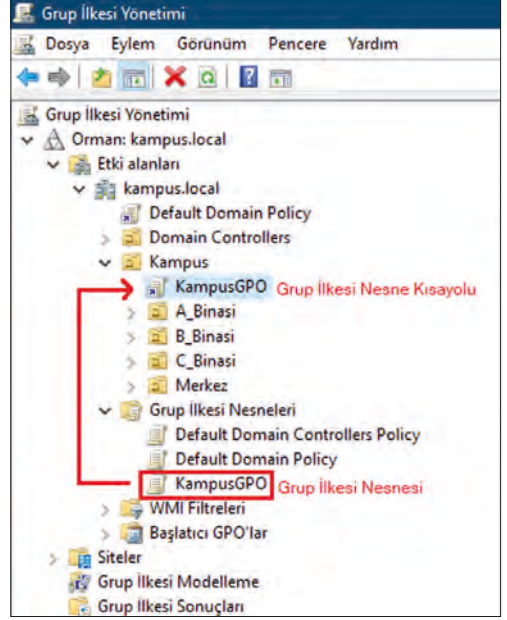 Grup İlkesi Yönetimi
Dosya Eylem Görünüm Pencere Yardım
Grup İlkesi Yönetimi
Orman: kampus.local
Etki alanları
kampus.local
Default Domain Policy
Domain Controllers
Kampus
KampusGPO Grup İlkesi Nesne Kısayolu
A_Binasi
B_Binasi
C_Binasi
Merkez
Grup İlkesi Nesneleri
Default Domain Controllers Policy
Default Domain Policy
KampusGPO Grup İlkesi Nesnesi
WMI Filtreleri
Başlatıcı GPO'lar
Siteler
Grup İlkesi Modelleme
Grup İlkesi Sonuçları